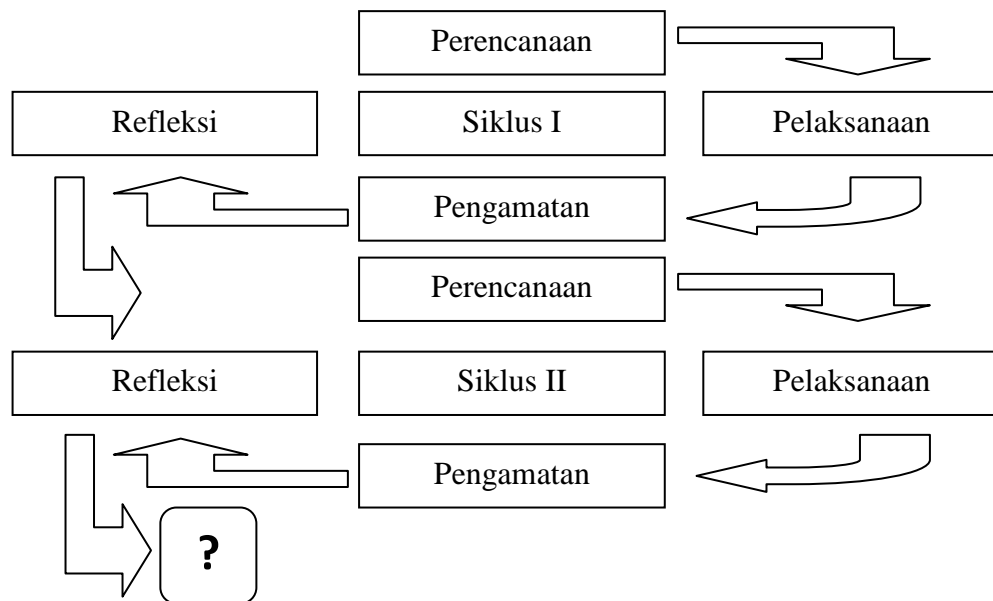 Perencanaan
Refleksi
Siklus I
Pelaksanaan
Pengamatan
Perencanaan
Refleksi
Siklus II
Pelaksanaan
Pengamatan
?